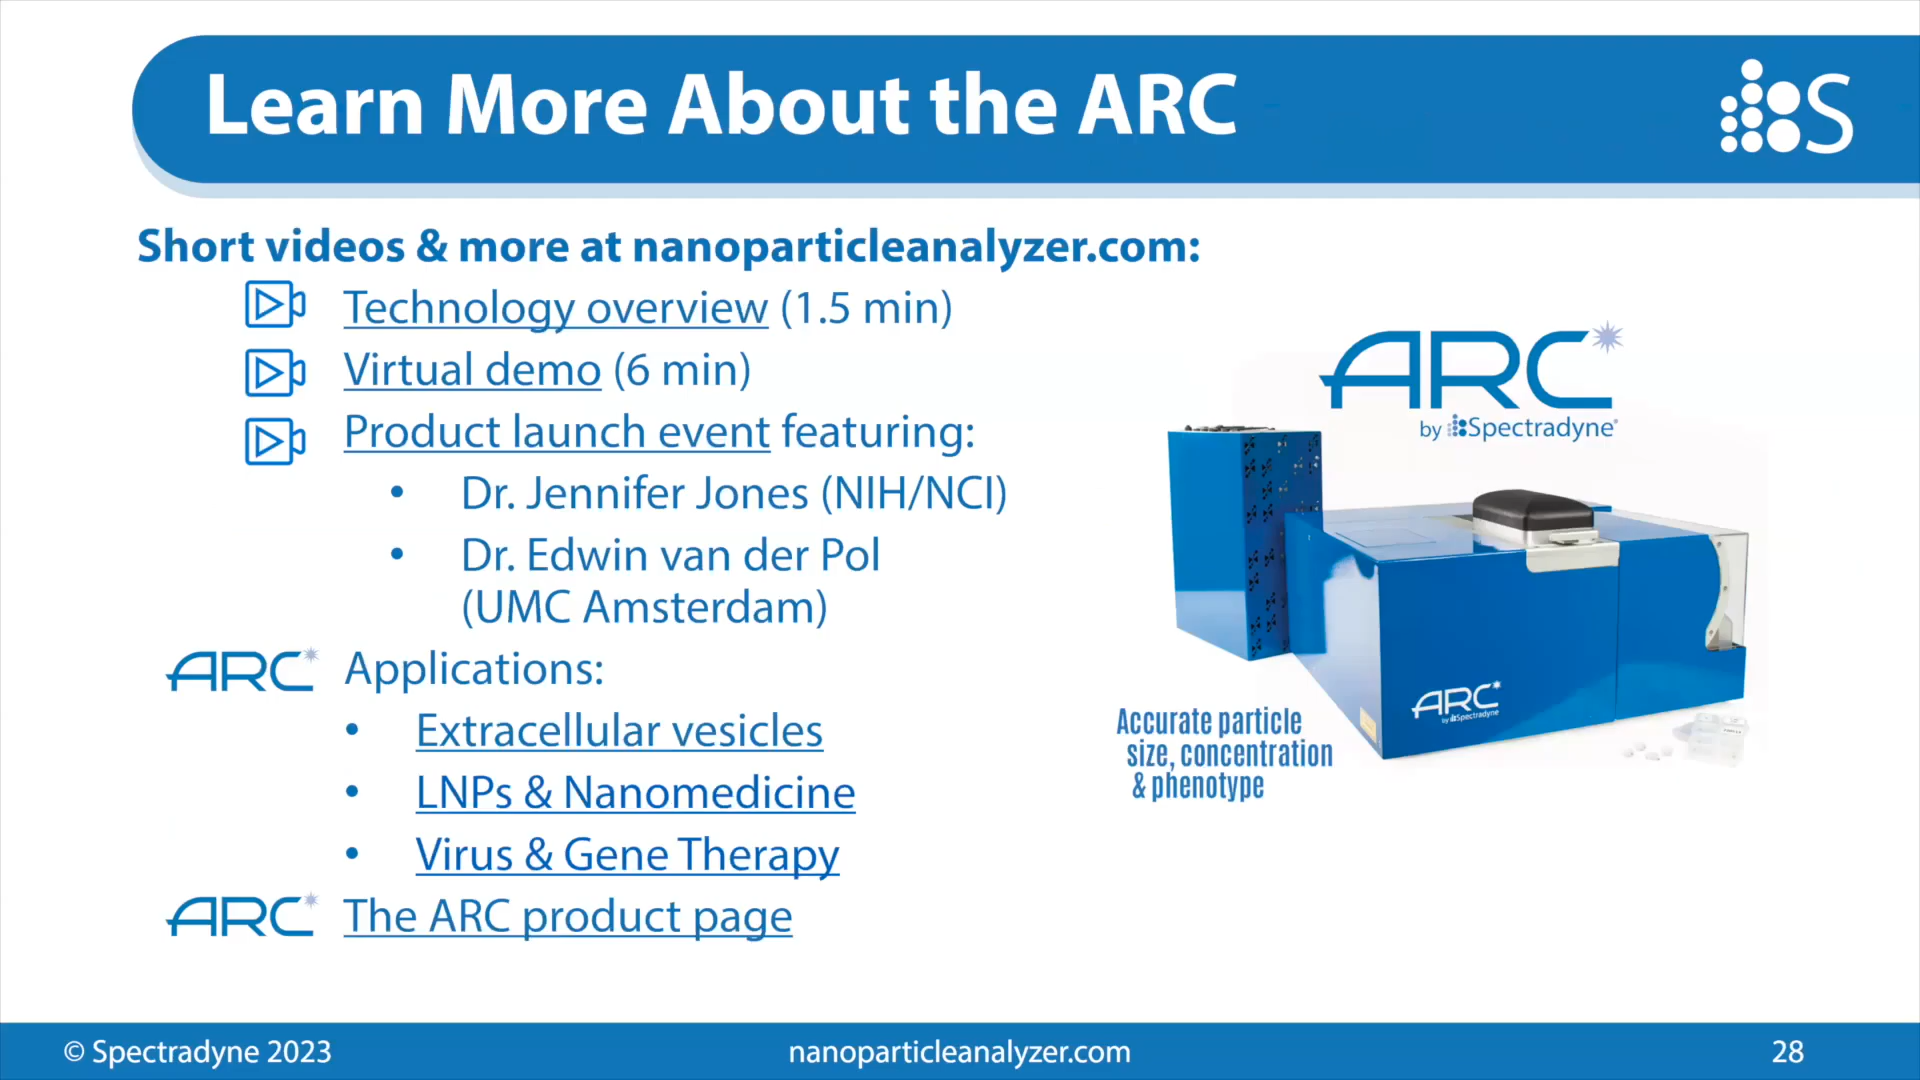 Learn More About the ARC
S
Short videos & more at nanoparticleanalyzer.com:
Technology overview (1.5 min)
Virtual demo (6 min)
Product launch event featuring:
• Dr. Jennifer Jones (NIH/NCI)
• Dr. Edwin van der Pol
(UMC Amsterdam)
ARC Applications:
• Extracellular vesicles
• LNPs & Nanomedicine
• Virus & Gene Therapy
ARC The ARC product page
ARC
by Spectradyne
ARC
by Spectradyne
Accurate particle
size, concentration
& phenotype
© Spectradyne 2023
nanoparticleanalyzer.com
28